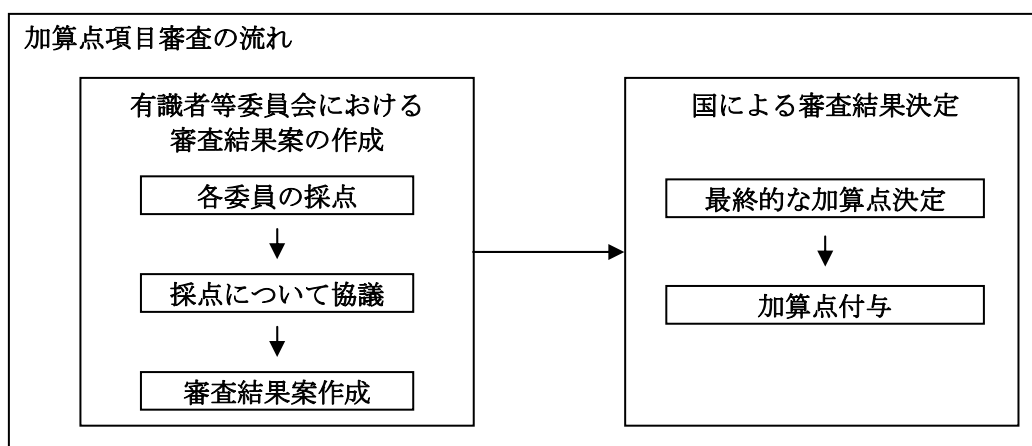 加算点項目審査の流れ
有識者等委員会における
審査結果案の作成
各委員の採点
採点について協議
審査結果案作成
国による審査結果決定
最終的な加算点決定
加算点付与